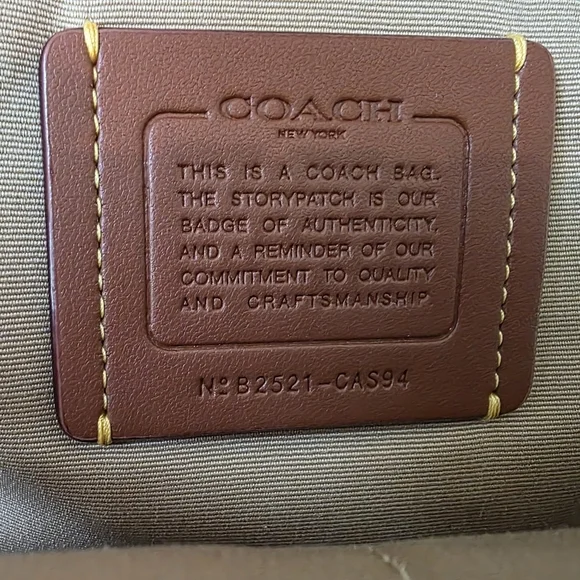 COACH
NEW YORK
THIS IS A COACH BAG.
THE STORYPATCH IS OUR
BADGE OF AUTHENTICITY,
AND A REMINDER OF OUR
COMMITMENT TO QUALITY
AND CRAFTSMANSHIP.
Nº B2521-CAS94